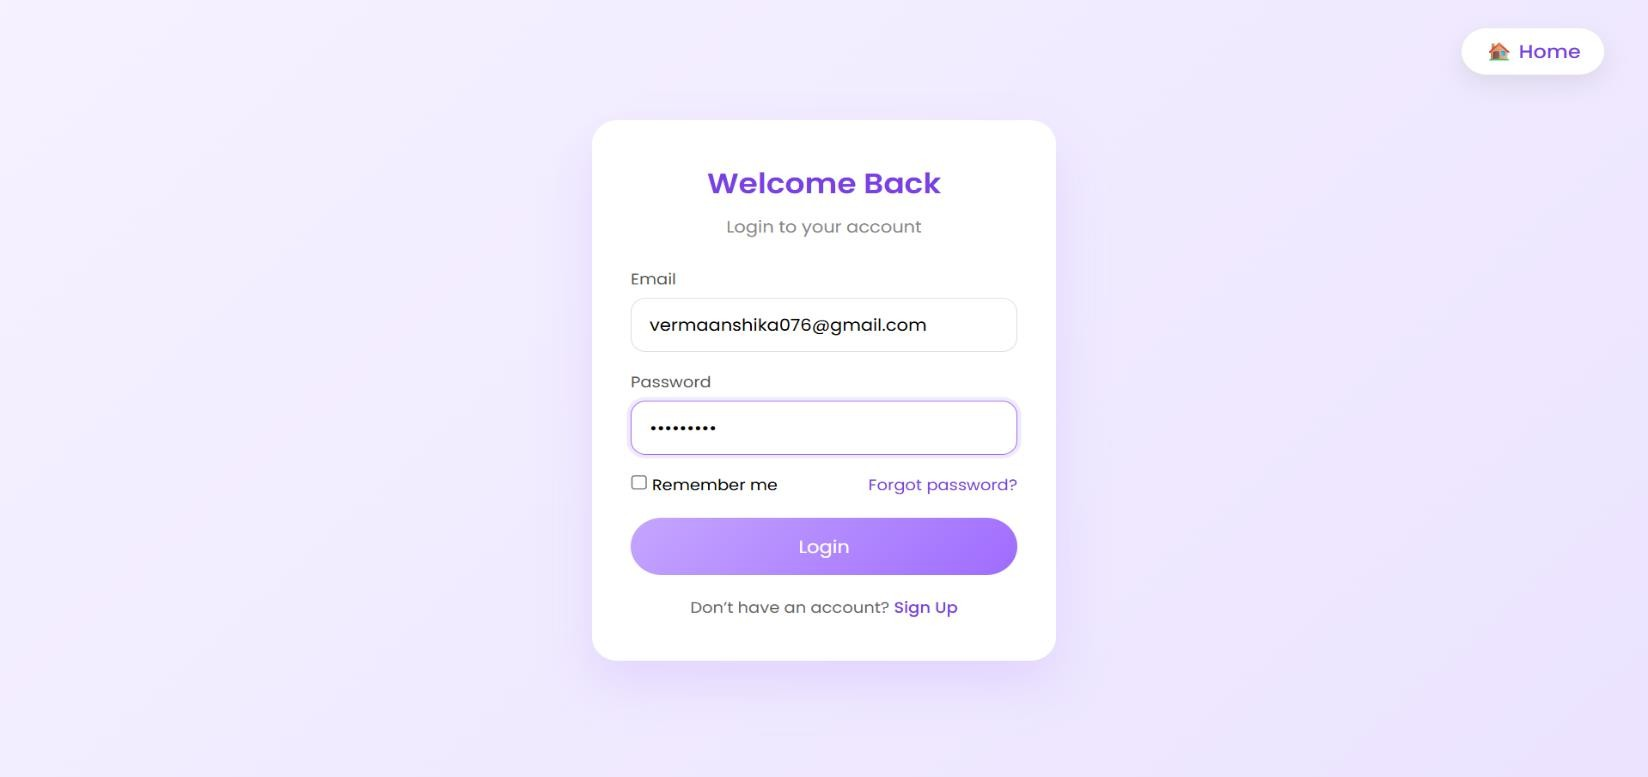 Home
Welcome Back
Login to your account
Email
vermaanshika076@gmail.com
Password
•••••••••
Remember me Forgot password?
Login
Don’t have an account? Sign Up